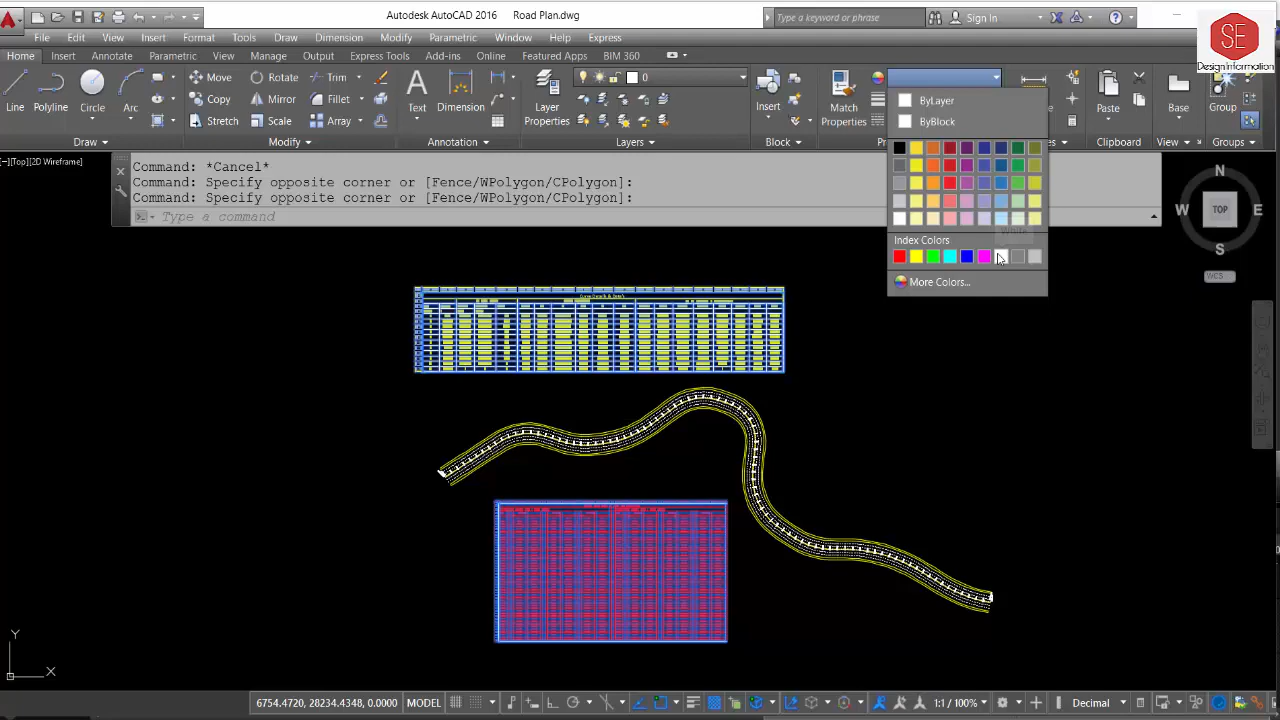 Autodesk AutoCAD 2016 Road Plan.dwg
Type a keyword or phrase
Sign In
SE
Designinformation
File Edit View Insert Format Tools Draw Dimension Modify Parametric Window Help Express
Home Insert Annotate Parametric View Manage Output Add-ins Online Express Tools Featured Apps BIM 360
Line Polyline Circle Arc
Move Rotate Trim
Copy Mirror Fillet
Stretch Scale Array
Text Dimension
Layer Properties
0
Insert
Match Properties
Paste
Base
Group
Draw Modify Annotation Layers Block Clipboard View Groups
ByLayer
ByBlock
White
Index Colors
More Colors...
[−][Top][2D Wireframe]
Command: *Cancel*
Command: Specify opposite corner or [Fence/WPolygon/CPolygon]:
Command: Specify opposite corner or [Fence/WPolygon/CPolygon]:
Type a command
N
W TOP E
S
WCS
Y
X
6754.4720, 28234.4348, 0.0000 MODEL
1:1 / 100%
Decimal